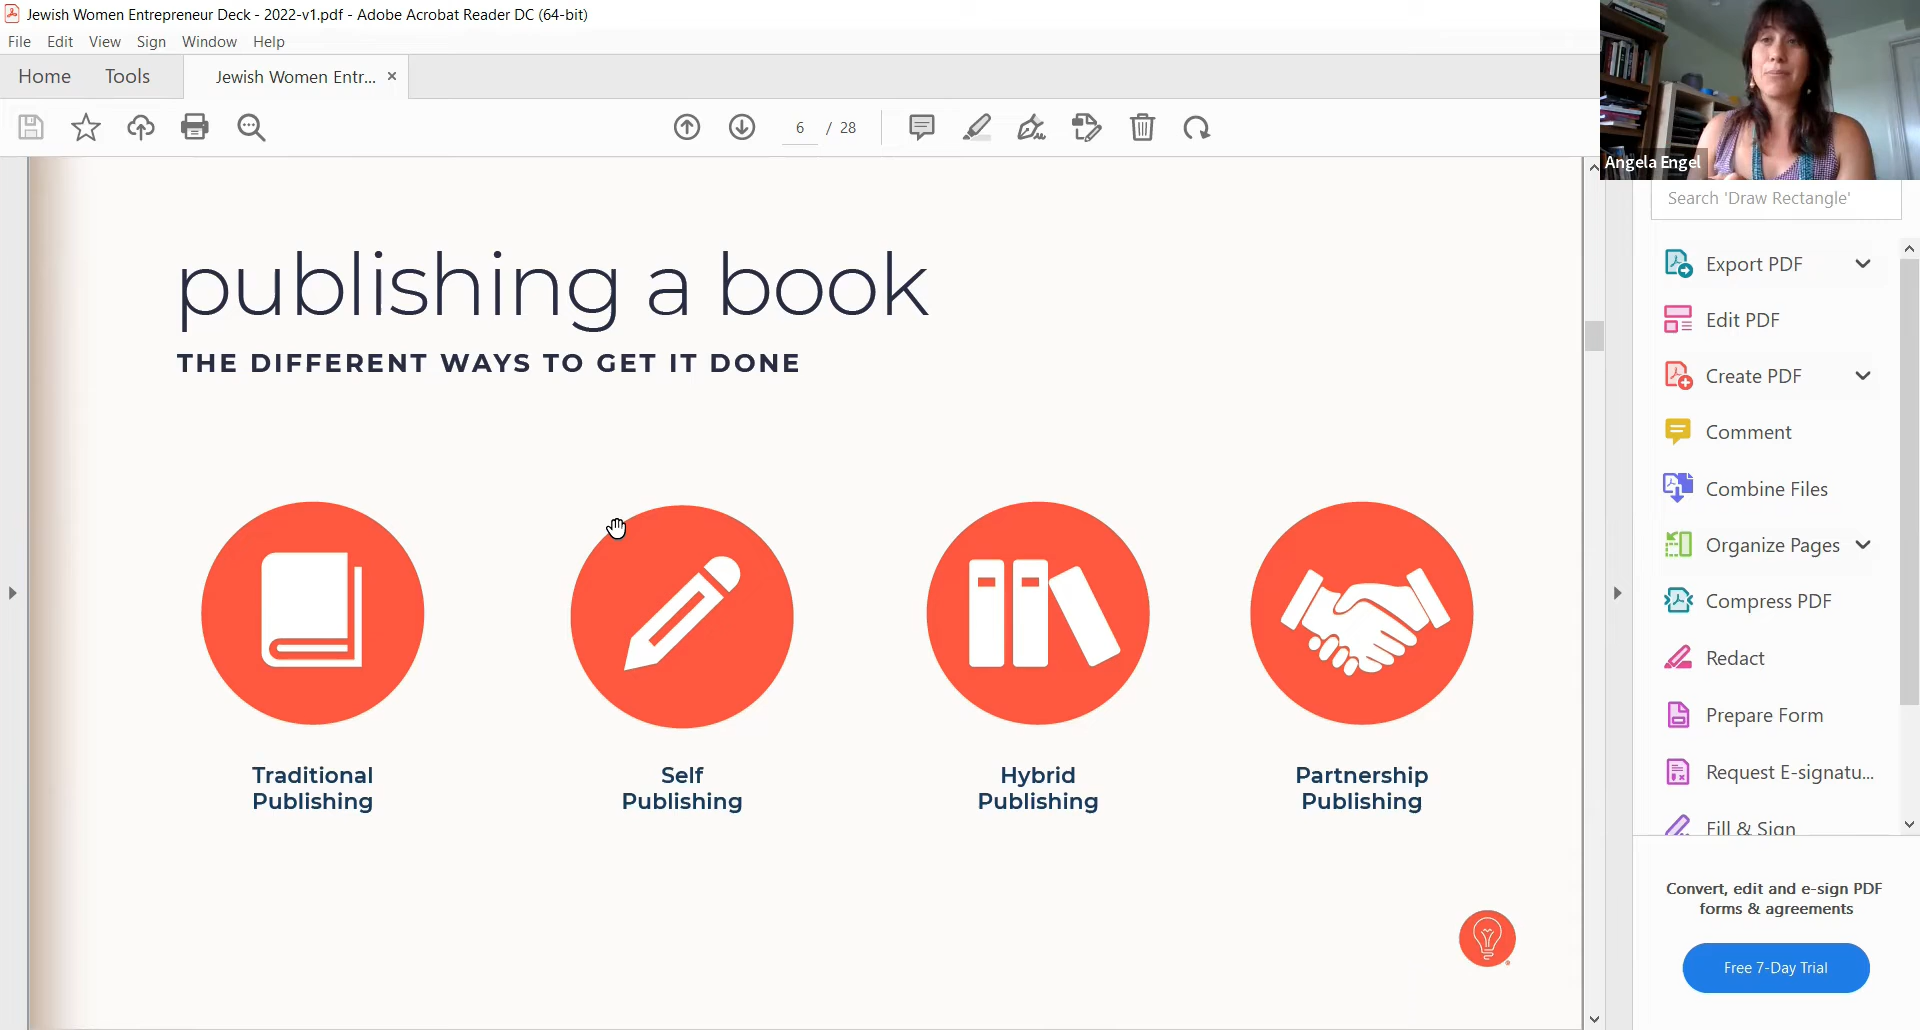 Jewish Women Entrepreneur Deck - 2022-v1.pdf - Adobe Acrobat Reader DC (64-bit)
File Edit View Sign Window Help
Home Tools Jewish Women Entr... ×
6 / 28
Angela Engel
Search 'Draw Rectangle'
publishing a book
THE DIFFERENT WAYS TO GET IT DONE
Traditional
Publishing
Self
Publishing
Hybrid
Publishing
Partnership
Publishing
Export PDF
Edit PDF
Create PDF
Comment
Combine Files
Organize Pages
Compress PDF
Redact
Prepare Form
Request E-signatu...
Fill & Sign
Convert, edit and e-sign PDF
forms & agreements
Free 7-Day Trial